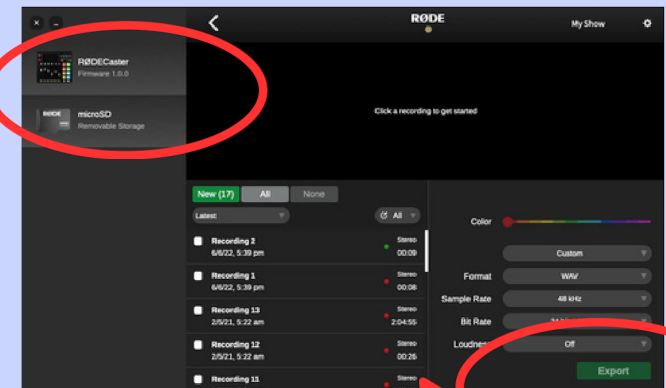 RØDE
My Show
RØDECaster
Firmware 1.0.0
RØDE
microSD
Removable Storage
Click a recording to get started
New (17) All None
Latest
All
Recording 2
6/6/22, 5:39 pm
Stereo
00:09
Recording 1
6/6/22, 5:39 pm
Stereo
00:08
Recording 13
2/5/21, 5:22 am
Stereo
2:04:55
Recording 12
2/5/21, 5:22 am
Stereo
00:26
Recording 11
Stereo
Color
Custom
Format WAV
Sample Rate 48 kHz
Bit Rate
Loudness Off
Export